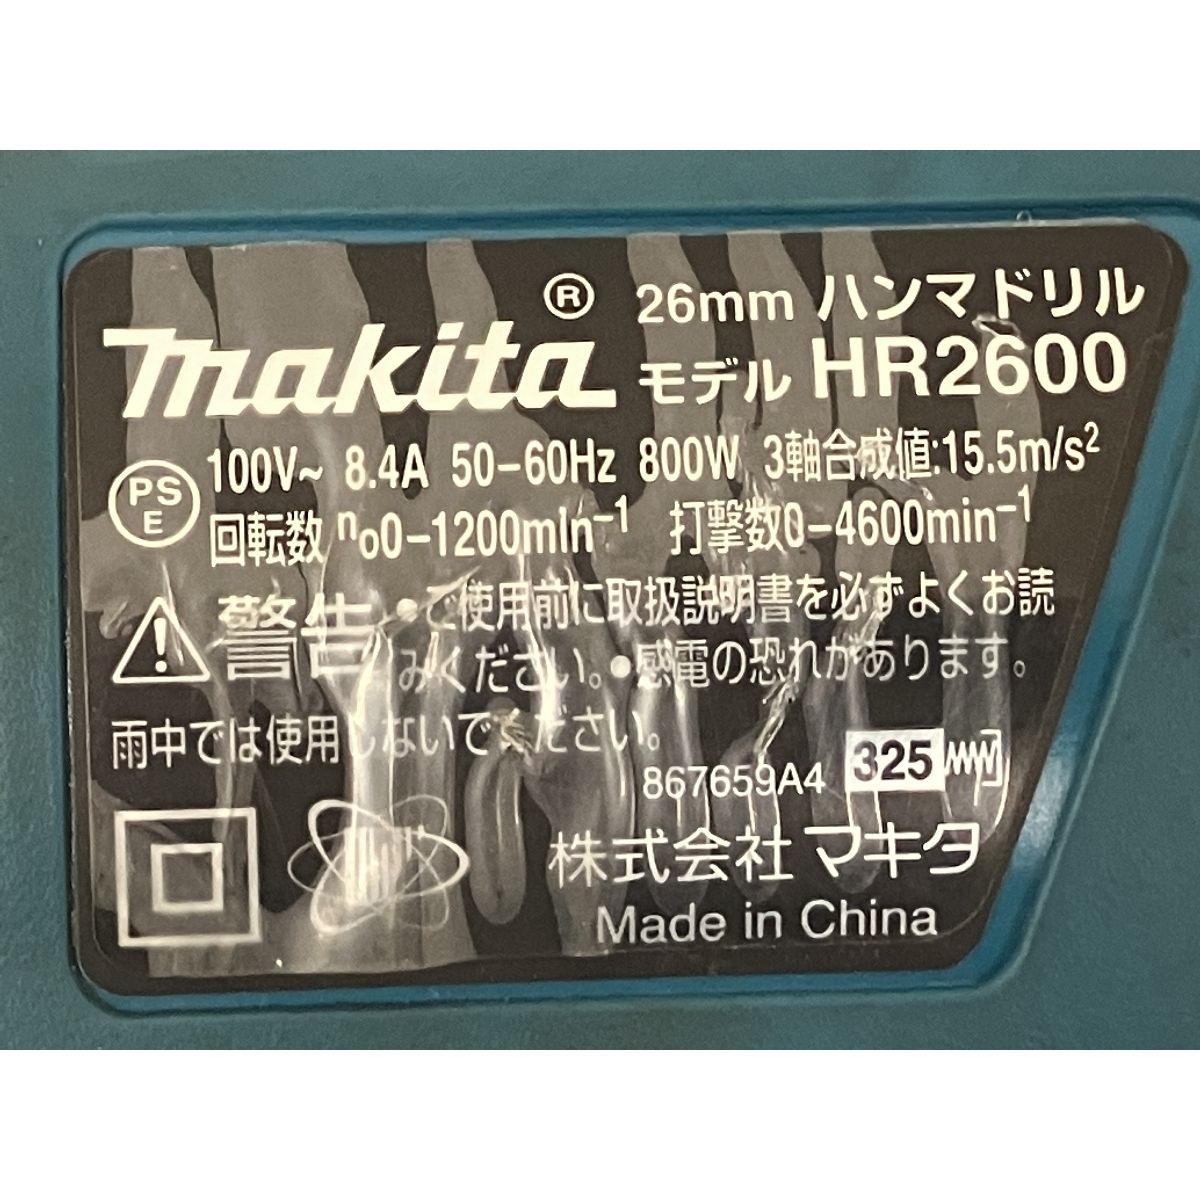 makita®
26mm ハンマドリル
モデル HR2600
100V~ 8.4A 50-60Hz 800W 3軸合成値:15.5m/s²
PS
E
回転数 n₀0-1200min⁻¹ 打撃数0-4600min⁻¹
警告 •ご使用前に取扱説明書を必ずよくお読
みください。•感電の恐れがあります。
雨中では使用しないでください。
867659A4 325
株式会社 マキタ
Made in China